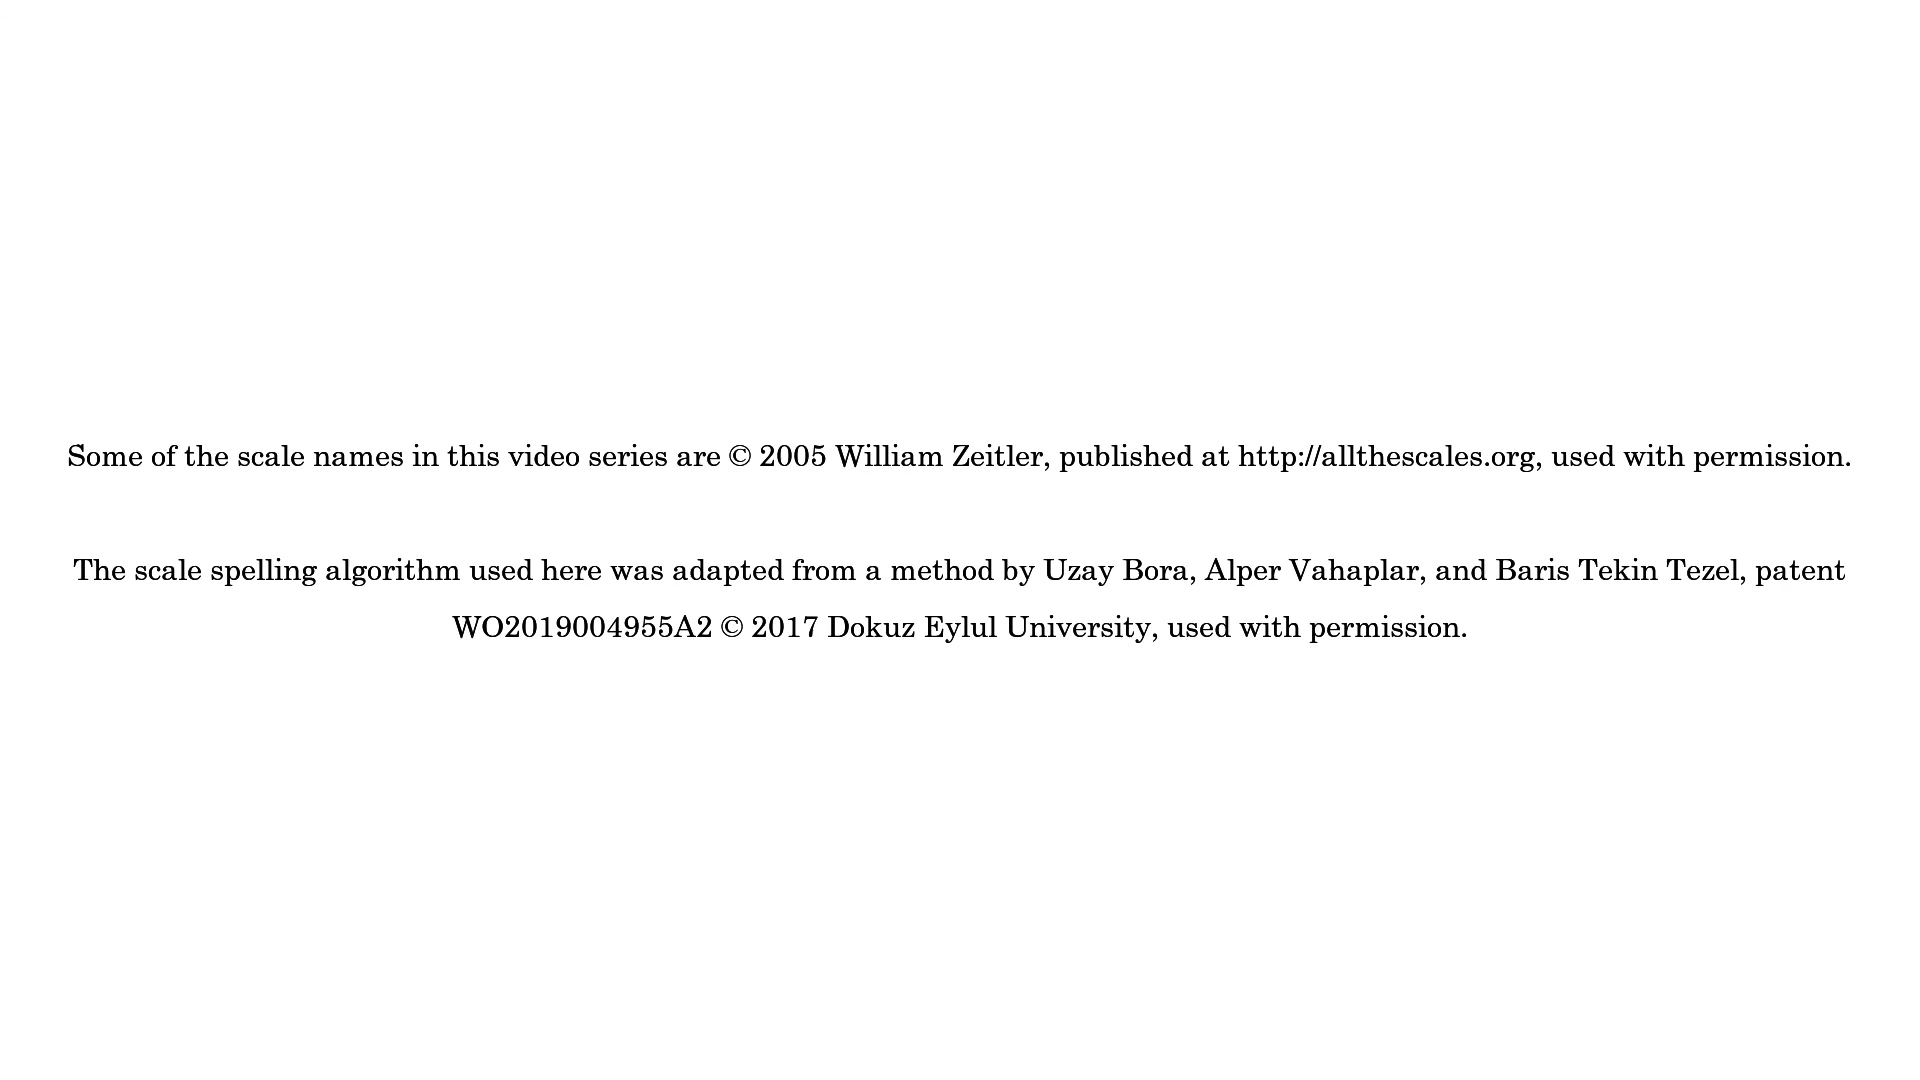 Some of the scale names in this video series are © 2005 William Zeitler, published at http://allthescales.org, used with permission.
The scale spelling algorithm used here was adapted from a method by Uzay Bora, Alper Vahaplar, and Baris Tekin Tezel, patent
WO2019004955A2 © 2017 Dokuz Eylul University, used with permission.